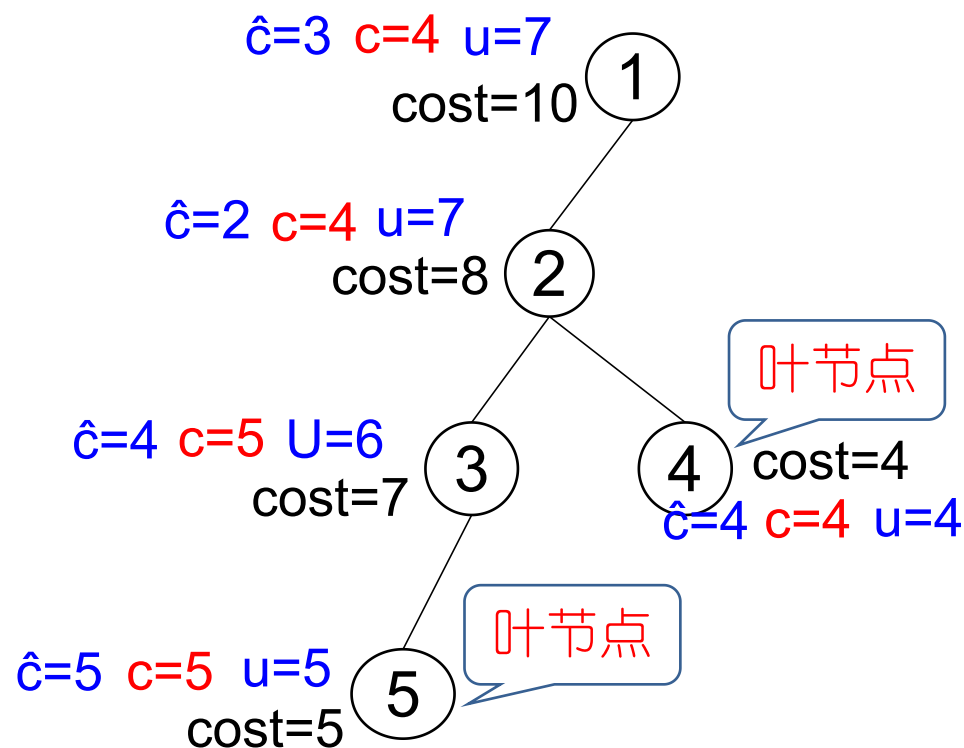 ĉ=3 c=4 u=7
cost=10
1
ĉ=2 c=4 u=7
cost=8
2
叶节点
ĉ=4 c=5 U=6
cost=7
3
4
cost=4
ĉ=4 c=4 u=4
叶节点
ĉ=5 c=5 u=5
cost=5
5